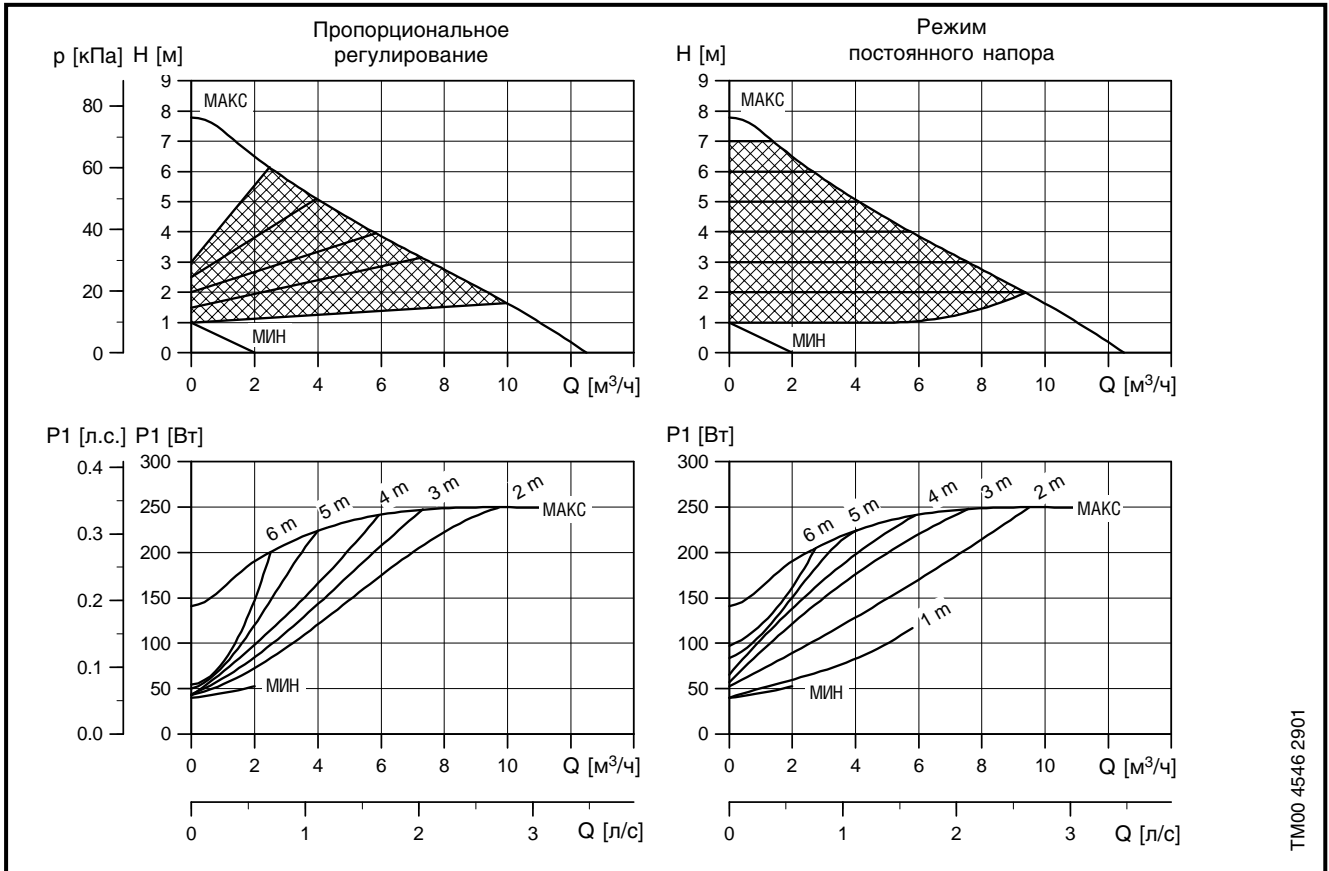 Пропорциональное
регулирование
Режим
постоянного напора
p [кПа] H [м]
H [м]
9
8
7
6
5
4
3
2
1
0
80
60
40
20
0
МАКС
МИН
0 2 4 6 8 10 Q [м³/ч]
9
8
7
6
5
4
3
2
1
0
МАКС
МИН
0 2 4 6 8 10 Q [м³/ч]
P1 [л.с.] P1 [Вт]
0.4
0.3
0.2
0.1
0.0
300
250
200
150
100
50
0
6 m 5 m 4 m 3 m 2 m
МАКС
МИН
0 2 4 6 8 10 Q [м³/ч]
0 1 2 3 Q [л/с]
P1 [Вт]
300
250
200
150
100
50
0
6 m 5 m 4 m 3 m 2 m
МАКС
1 m
МИН
0 2 4 6 8 10 Q [м³/ч]
0 1 2 3 Q [л/с]
TM00 4546 2901